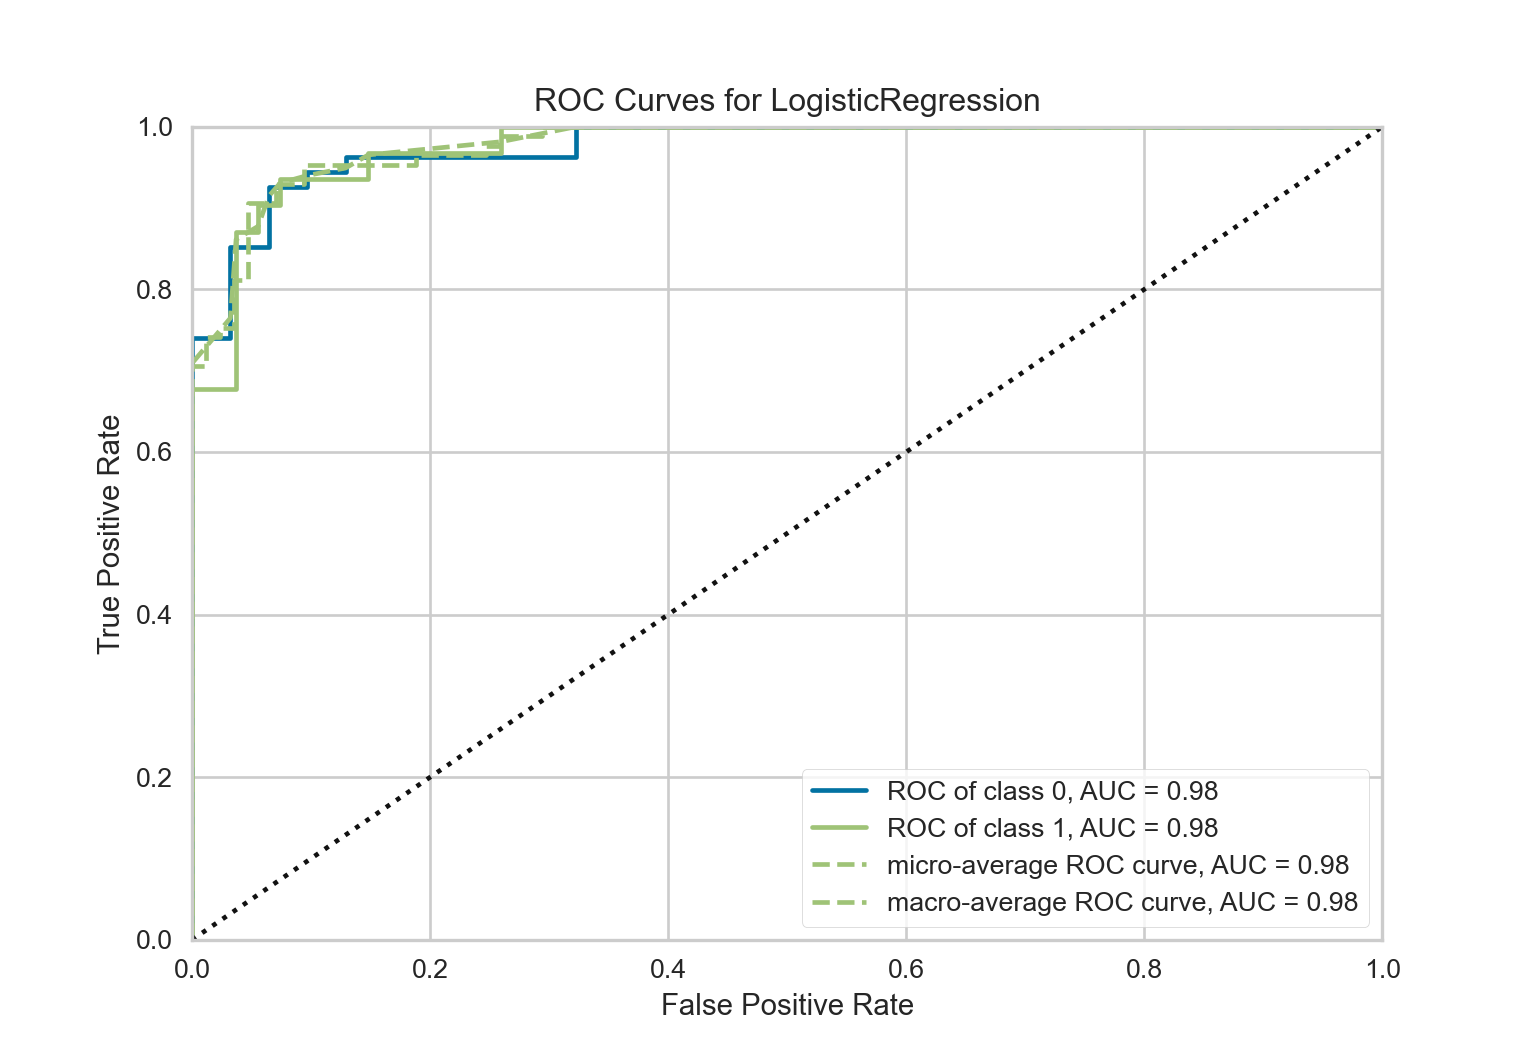 ROC Curves for LogisticRegression
1.0
0.8
0.6
0.4
0.2
0.0
True Positive Rate
ROC of class 0, AUC = 0.98
ROC of class 1, AUC = 0.98
micro-average ROC curve, AUC = 0.98
macro-average ROC curve, AUC = 0.98
0.0 0.2 0.4 0.6 0.8 1.0
False Positive Rate